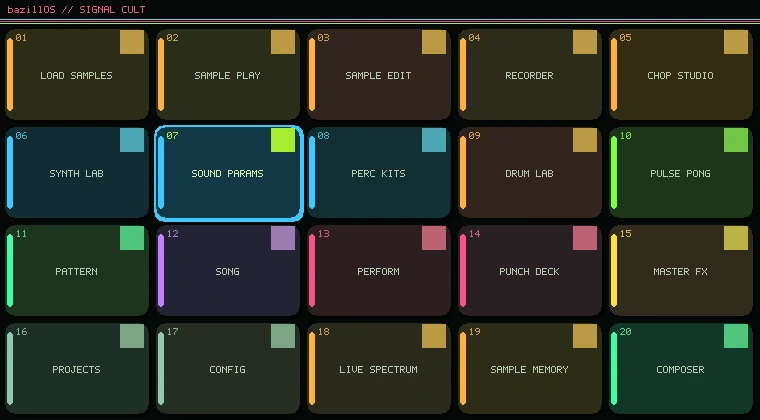 bazillOS // SIGNAL CULT
01
LOAD SAMPLES
02
SAMPLE PLAY
03
SAMPLE EDIT
04
RECORDER
05
CHOP STUDIO
06
SYNTH LAB
07
SOUND PARAMS
08
PERC KITS
09
DRUM LAB
10
PULSE PONG
11
PATTERN
12
SONG
13
PERFORM
14
PUNCH DECK
15
MASTER FX
16
PROJECTS
17
CONFIG
18
LIVE SPECTRUM
19
SAMPLE MEMORY
20
COMPOSER